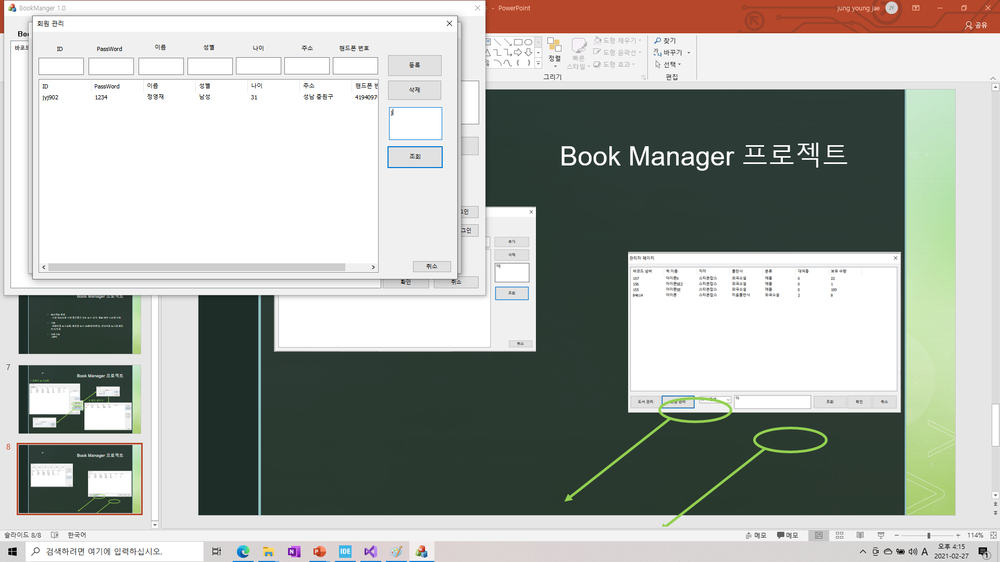 BookManger 1.0
회원 관리
ID PassWord 이름 성별 나이 주소 핸드폰 번호
등록
ID PassWord 이름 성별 나이 주소 핸드폰 번
jyj902 1234 정영재 남성 31 성남 중원구 4194097
삭제
j
조회
취소
Boo
바코드
그인
그인
확인 취소
- PowerPoint
jung young jae JY
공유
정렬
빠른 스타일
도형 채우기
도형 윤곽선
도형 효과
그리기
찾기
바꾸기
선택
편집
Book Manager 프로젝트
추가
삭제
애
조회
취소
관리자 페이지
바코드 넘버 책 이름 저자 출판사 분류 대여중 보유 수량
157 아이폰X 스티븐잡스 외국소설 애플 0 22
156 아이폰SE2 스티븐잡스 외국소설 애플 0 1
155 아이폰SE 스티븐잡스 외국소설 애플 0 100
84614 아이폰 스티븐잡스 지음출판사 외국소설 2 8
도서 관리 회원 관리 아 조회 확인 취소
Book Manager 프로젝트
7
Book Manager 프로젝트
8
Book Manager 프로젝트
슬라이드 8/8 한국어
메모 메모 114%
검색하려면 여기에 입력하십시오.
IDE
A 오후 4:15
2021-02-27
1